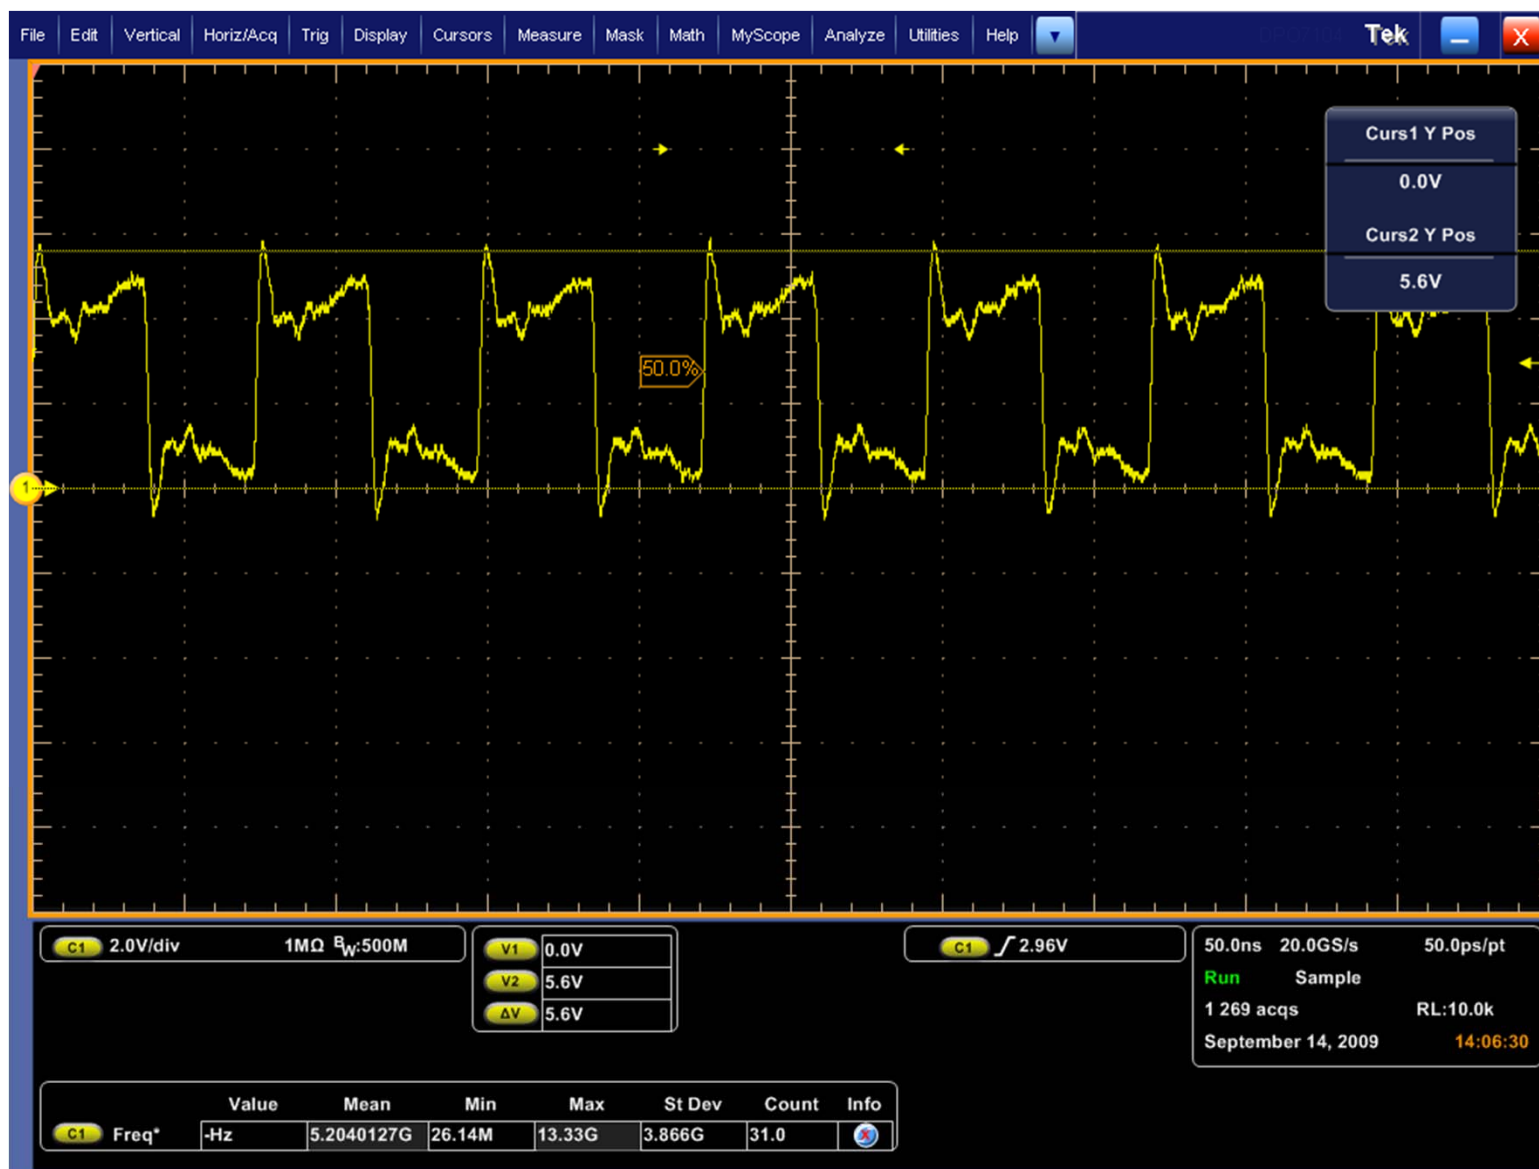 File Edit Vertical Horiz/Acq Trig Display Cursors Measure Mask Math MyScope Analyze Utilities Help Tek X
Curs1 Y Pos
0.0V
Curs2 Y Pos
5.6V
50.0%
1
C1 2.0V/div 1MΩ BW:500M
V1 0.0V
V2 5.6V
ΔV 5.6V
C1 2.96V
50.0ns 20.0GS/s 50.0ps/pt
Run Sample
1 269 acqs RL:10.0k
September 14, 2009 14:06:30
Value Mean Min Max St Dev Count Info
C1 Freq* -Hz 5.2040127G 26.14M 13.33G 3.866G 31.0